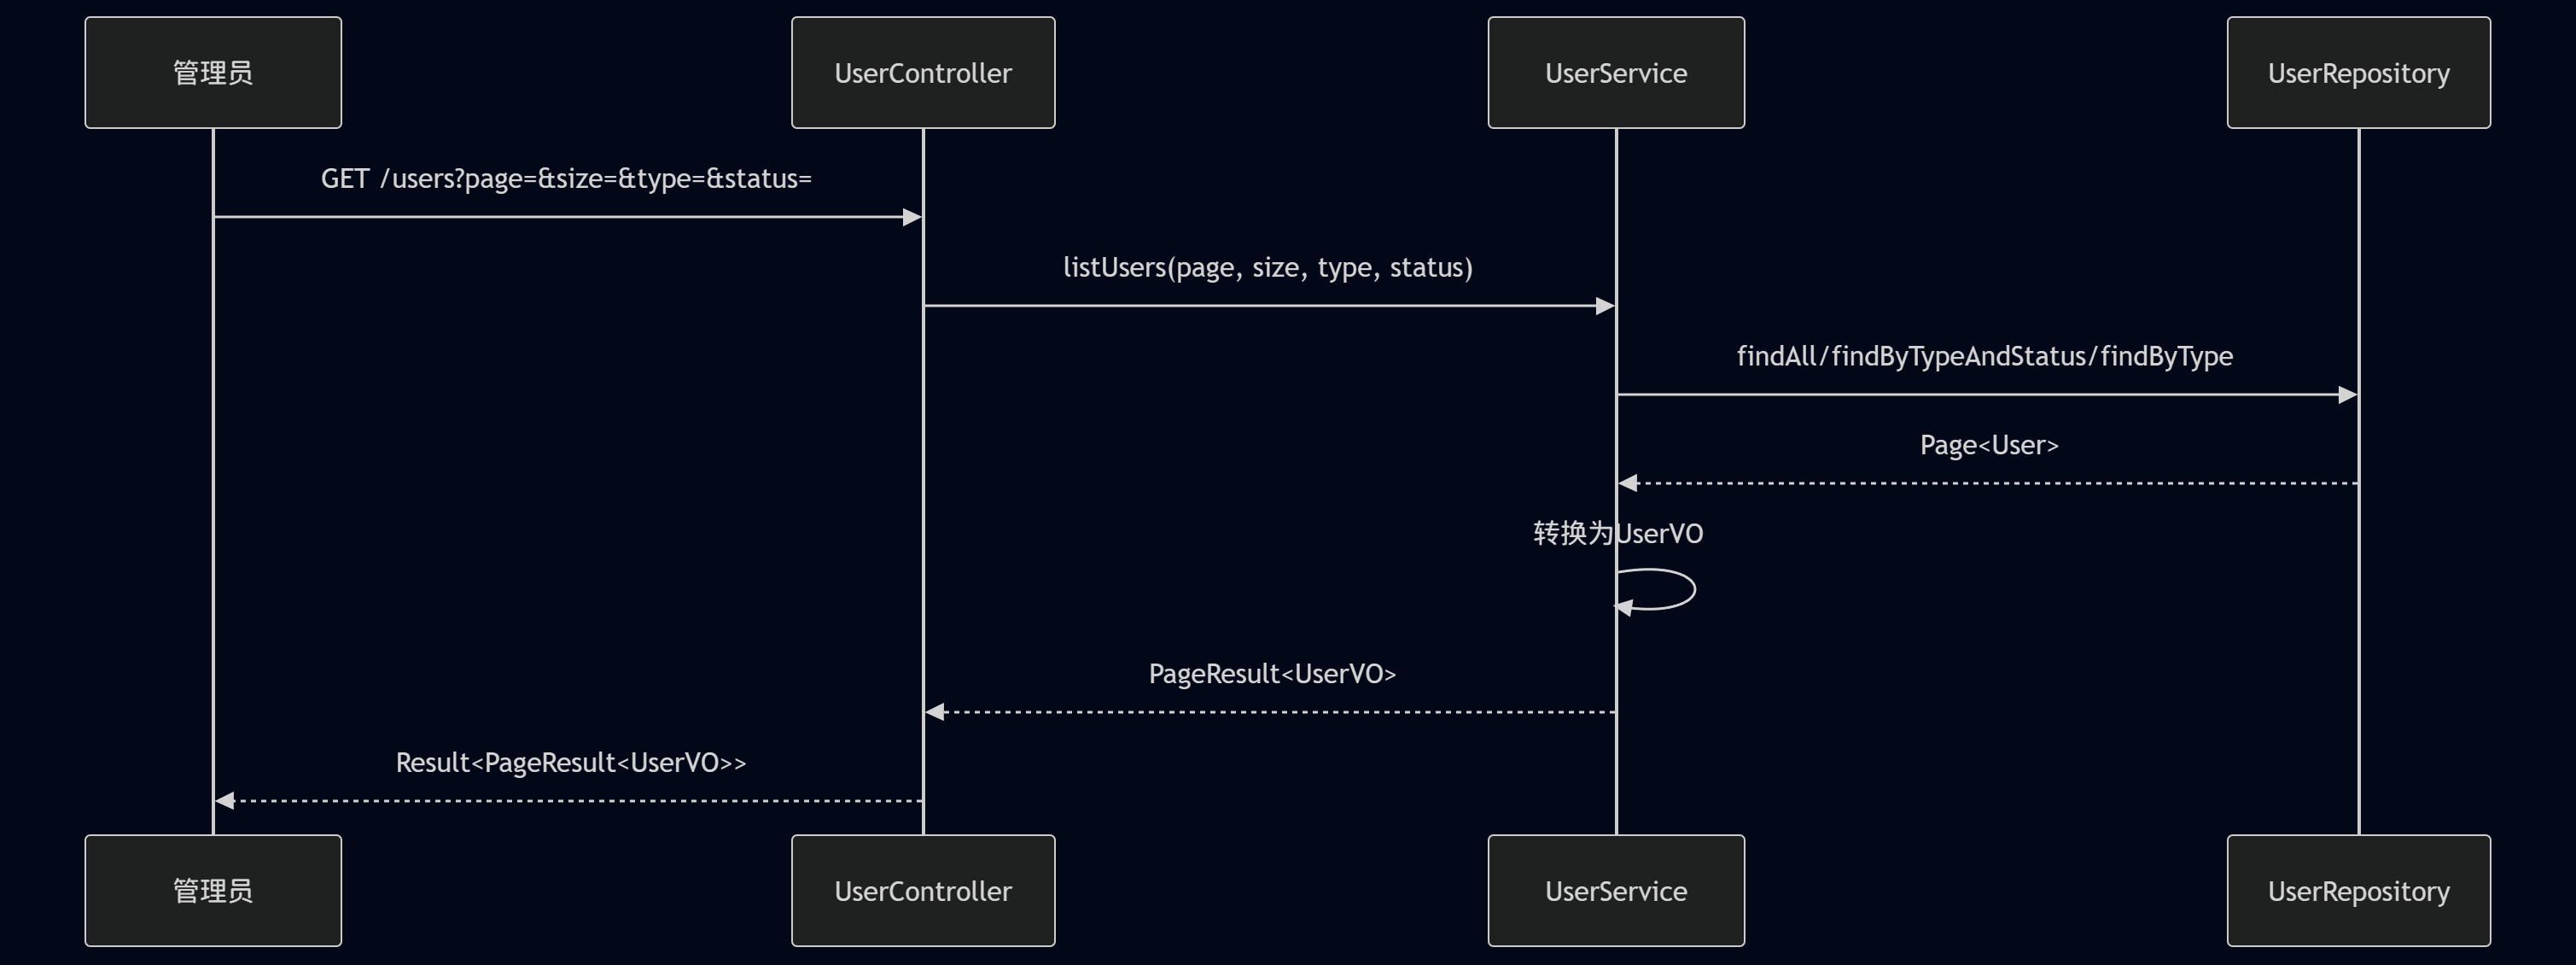 管理员
UserController
UserService
UserRepository
GET /users?page=&size=&type=&status=
listUsers(page, size, type, status)
findAll/findByTypeAndStatus/findByType
Page<User>
转换为UserVO
PageResult<UserVO>
Result<PageResult<UserVO>>
管理员
UserController
UserService
UserRepository